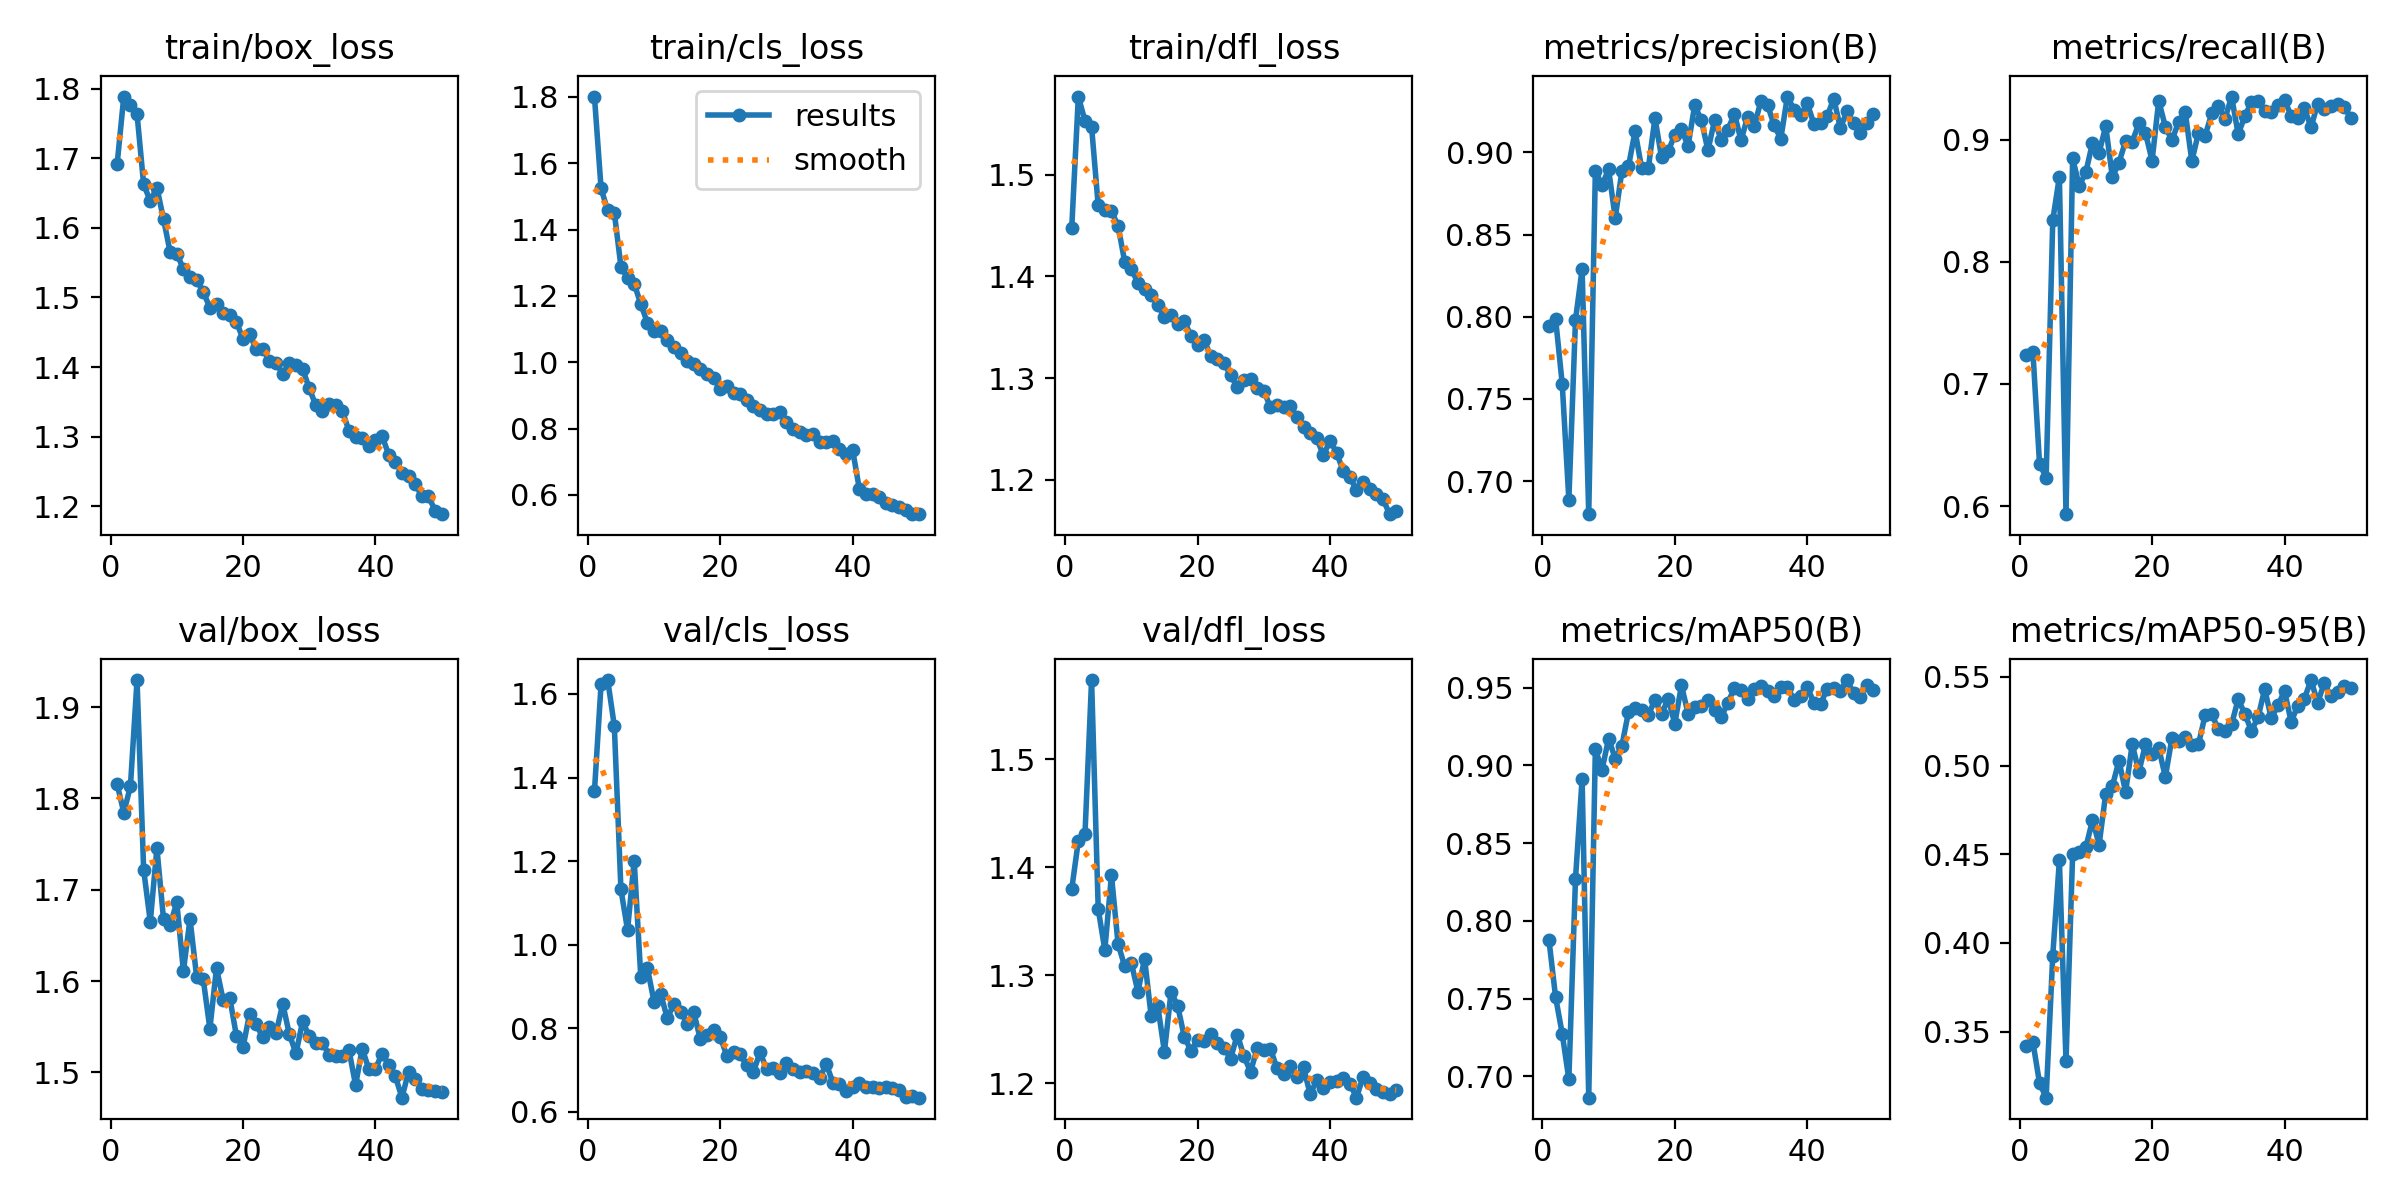 train/box_loss
1.8
1.7
1.6
1.5
1.4
1.3
1.2
0 20 40
train/cls_loss
results
smooth
1.8
1.6
1.4
1.2
1.0
0.8
0.6
0 20 40
train/dfl_loss
1.5
1.4
1.3
1.2
0 20 40
metrics/precision(B)
0.90
0.85
0.80
0.75
0.70
0 20 40
metrics/recall(B)
0.9
0.8
0.7
0.6
0 20 40
val/box_loss
1.9
1.8
1.7
1.6
1.5
0 20 40
val/cls_loss
1.6
1.4
1.2
1.0
0.8
0.6
0 20 40
val/dfl_loss
1.5
1.4
1.3
1.2
0 20 40
metrics/mAP50(B)
0.95
0.90
0.85
0.80
0.75
0.70
0 20 40
metrics/mAP50-95(B)
0.55
0.50
0.45
0.40
0.35
0 20 40